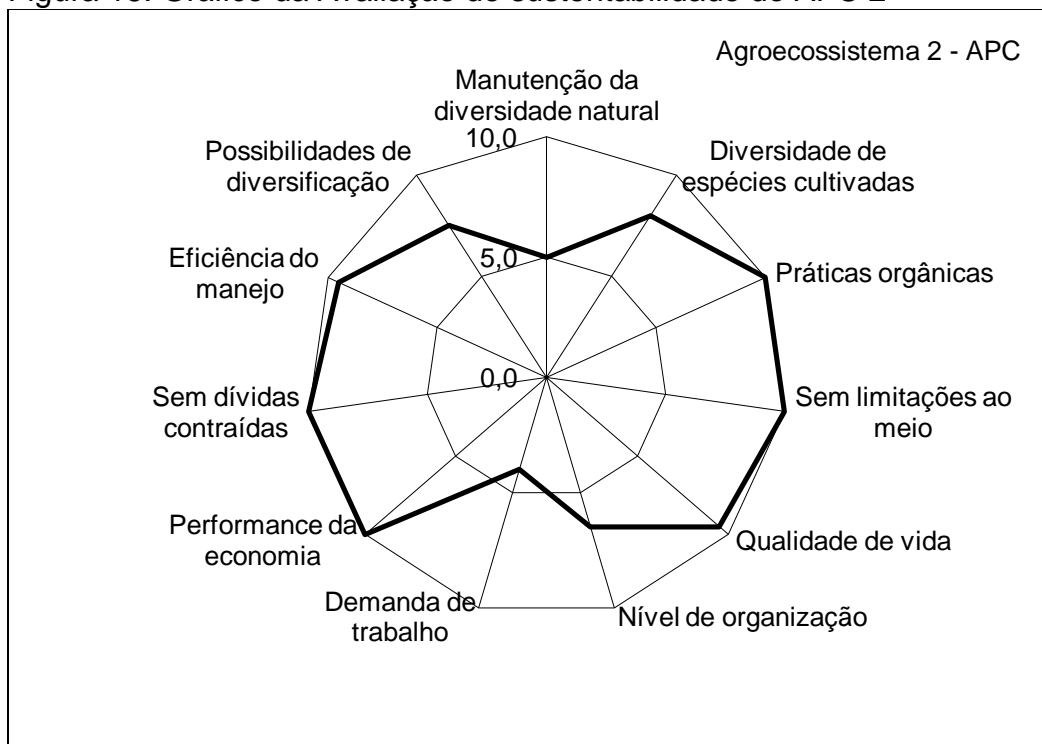 Figura Gráfico da Avaliação de sustentabilidade do APC 2
Agroecossistema 2 - APC
Manutenção da
diversidade natural
10,0
Diversidade de
espécies cultivadas
Possibilidades de
diversificação
5,0
Eficiência do
manejo
Práticas orgânicas
0,0
Sem dívidas
contraídas
Sem limitações ao
meio
Performance da
economia
Qualidade de vida
Demanda de
trabalho
Nível de organização